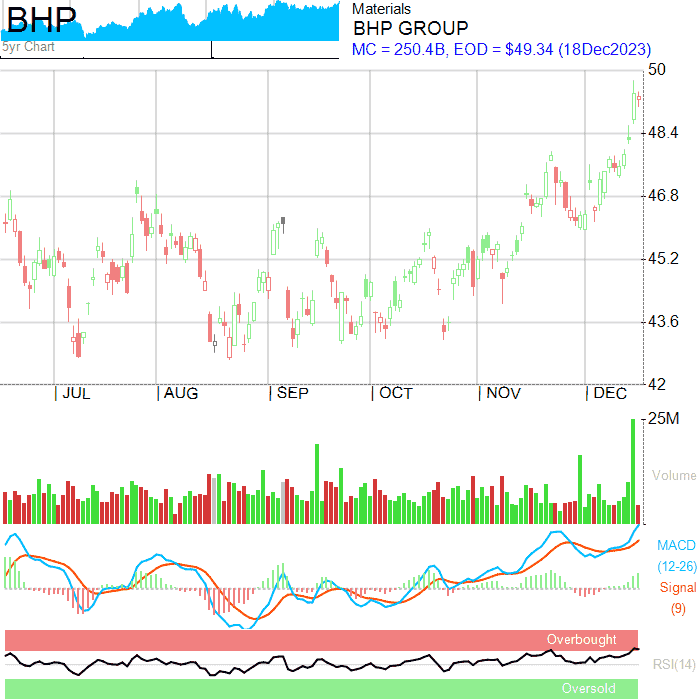 BHP
5yr Chart
Materials
BHP GROUP
MC = 250.4B, EOD = $49.34 (18Dec2023)
50
48.4
46.8
45.2
43.6
42
JUL
AUG
SEP
OCT
NOV
DEC
25M
Volume
MACD
(12-26)
Signal
(9)
Overbought
RSI(14)
Oversold